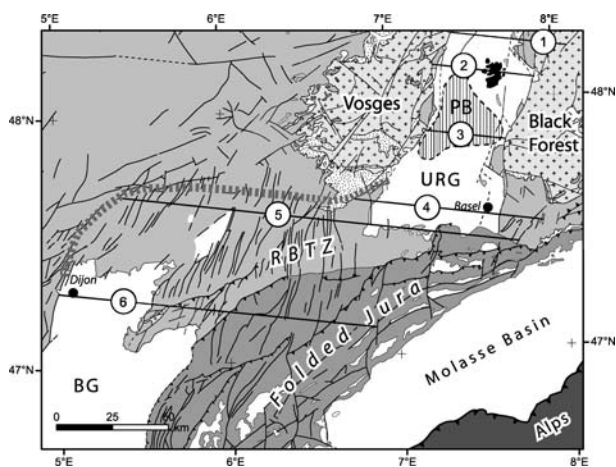 5°E
6°E
7°E
8°E
1
2
Vosges
PB
48°N
48°N
3
Black
Forest
URG
Basel
4
5
RBTZ
Dijon
6
Folded Jura
47°N
47°N
Molasse Basin
BG
0 25 50
km
Alps
5°E
6°E
7°E
8°E